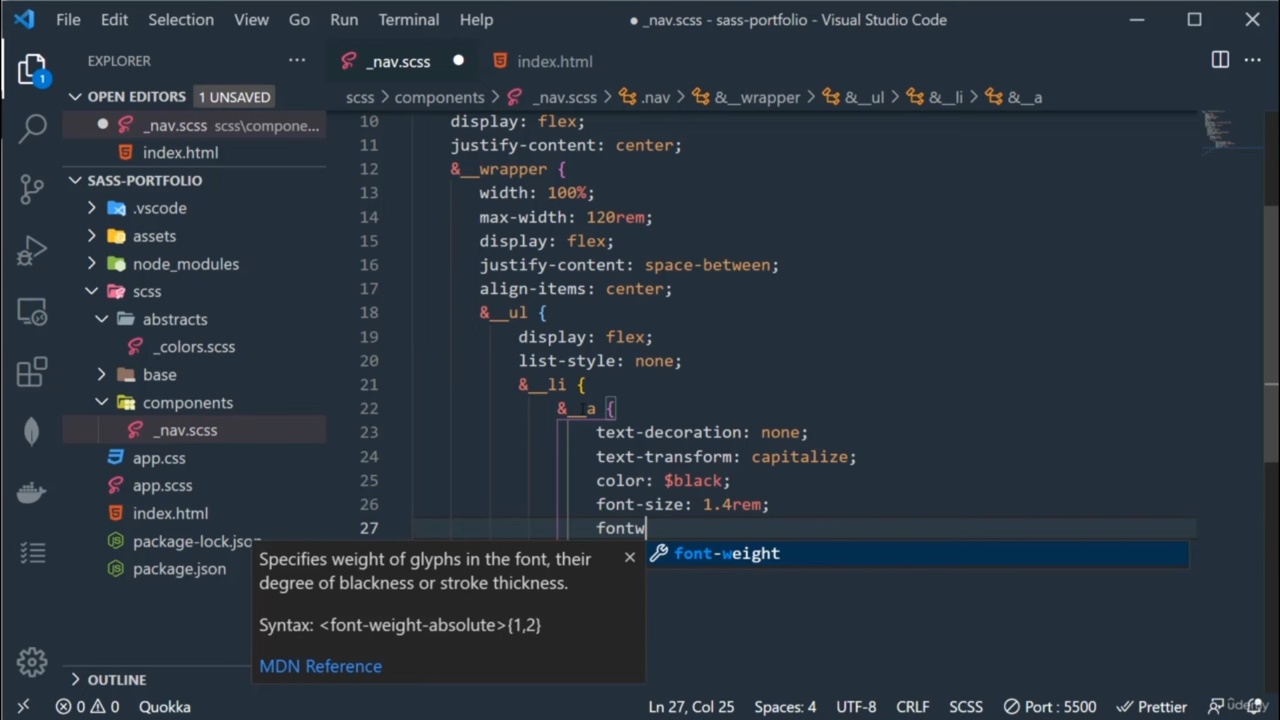 File Edit Selection View Go Run Terminal Help ● _nav.scss - sass-portfolio - Visual Studio Code
EXPLORER ···
_nav.scss ● index.html ···
1
OPEN EDITORS 1 UNSAVED
scss > components > _nav.scss > .nav > &__wrapper > &__ul > &__li > &__a
● _nav.scss scss\compone...
index.html
SASS-PORTFOLIO
.vscode
assets
node_modules
scss
abstracts
_colors.scss
base
components
_nav.scss
app.css
app.scss
index.html
package-lock.json
package.json
OUTLINE
10 display: flex;
11 justify-content: center;
12 &__wrapper {
13 width: 100%;
14 max-width: 120rem;
15 display: flex;
16 justify-content: space-between;
17 align-items: center;
18 &__ul {
19 display: flex;
20 list-style: none;
21 &__li {
22 &__a {
23 text-decoration: none;
24 text-transform: capitalize;
25 color: $black;
26 font-size: 1.4rem;
27 fontw
font-weight
Specifies weight of glyphs in the font, their
degree of blackness or stroke thickness.
Syntax: <font-weight-absolute>{1,2}
MDN Reference
0 0 Quokka Ln 27, Col 25 Spaces: 4 UTF-8 CRLF SCSS Port : 5500 Prettier
ûdemy